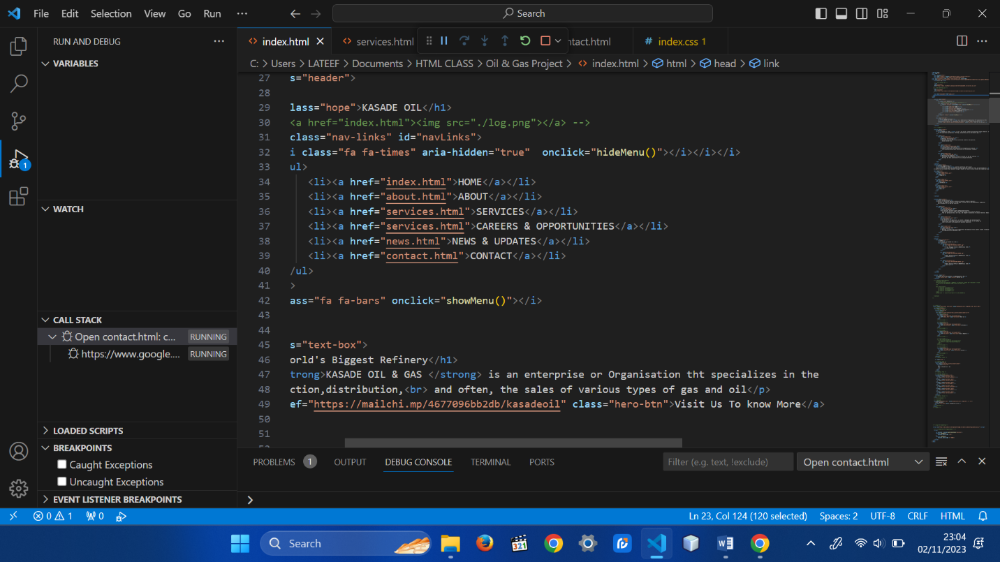 File Edit Selection View Go Run ··· Search
RUN AND DEBUG ···
VARIABLES
WATCH
CALL STACK
Open contact.html: c... RUNNING
https://www.google.... RUNNING
LOADED SCRIPTS
BREAKPOINTS
Caught Exceptions
Uncaught Exceptions
EVENT LISTENER BREAKPOINTS
1
index.html services.html ntact.html # index.css 1
C: > Users > LATEEF > Documents > HTML CLASS > Oil & Gas Project > index.html > html > head > link
27 s="header">
28
29 lass="hope">KASADE OIL</h1>
30 <a href="index.html"><img src="./log.png"></a> -->
31 class="nav-links" id="navLinks">
32 i class="fa fa-times" aria-hidden="true"  onclick="hideMenu()"></i></i></i>
33 ul>
34 <li><a href="index.html">HOME</a></li>
35 <li><a href="about.html">ABOUT</a></li>
36 <li><a href="services.html">SERVICES</a></li>
37 <li><a href="services.html">CAREERS & OPPORTUNITIES</a></li>
38 <li><a href="news.html">NEWS & UPDATES</a></li>
39 <li><a href="contact.html">CONTACT</a></li>
40 /ul>
41 >
42 ass="fa fa-bars" onclick="showMenu()"></i>
43
44
45 s="text-box">
46 orld's Biggest Refinery</h1>
47 trong>KASADE OIL & GAS </strong> is an enterprise or Organisation tht specializes in the
48 ction,distribution,<br> and often, the sales of various types of gas and oil</p>
49 ef="https://mailchi.mp/4677096bb2db/kasadeoil" class="hero-btn">Visit Us To know More</a>
50
51
PROBLEMS 1 OUTPUT DEBUG CONSOLE TERMINAL PORTS Filter (e.g. text, !exclude) Open contact.html
>
0 1 0 Ln 23, Col 124 (120 selected) Spaces: 2 UTF-8 CRLF HTML
Search 321 23:04
02/11/2023